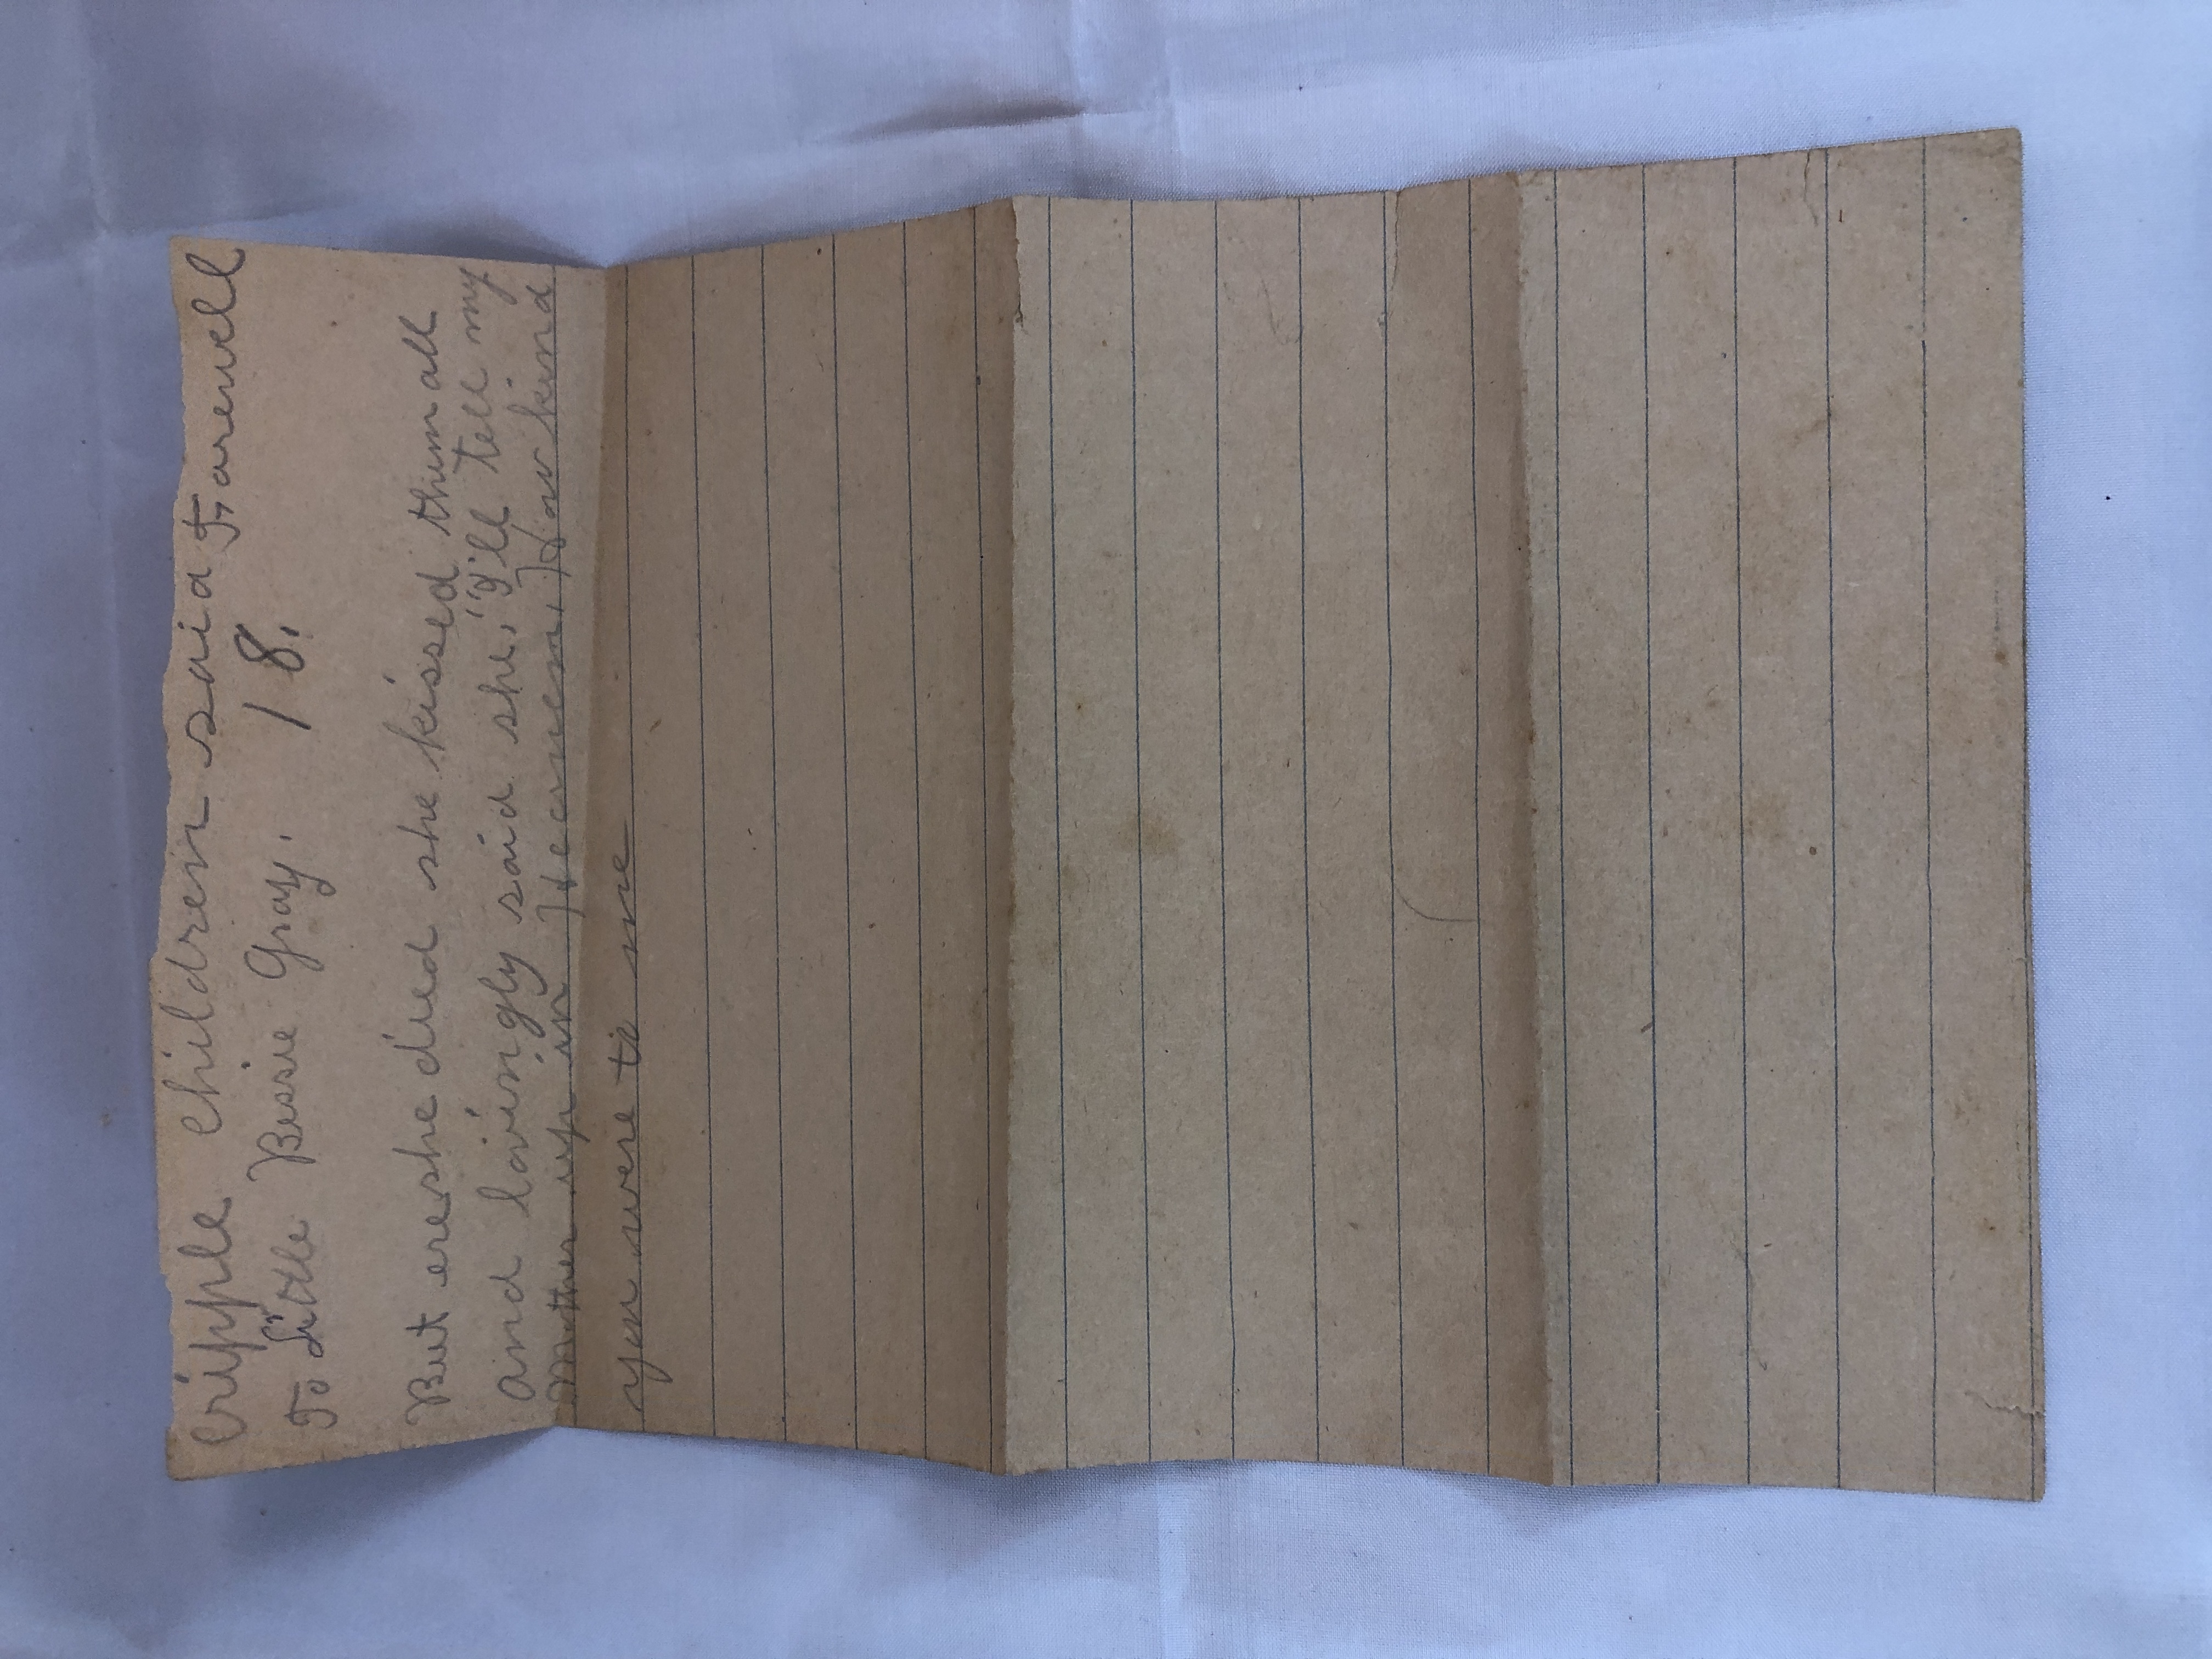 Cripple children said Farewell
To Little Bessie Gray. 18.
But ere she died she kissed them all
and lovingly said she, "I'll tell my
Mother up in Heaven, How kind
you were to me